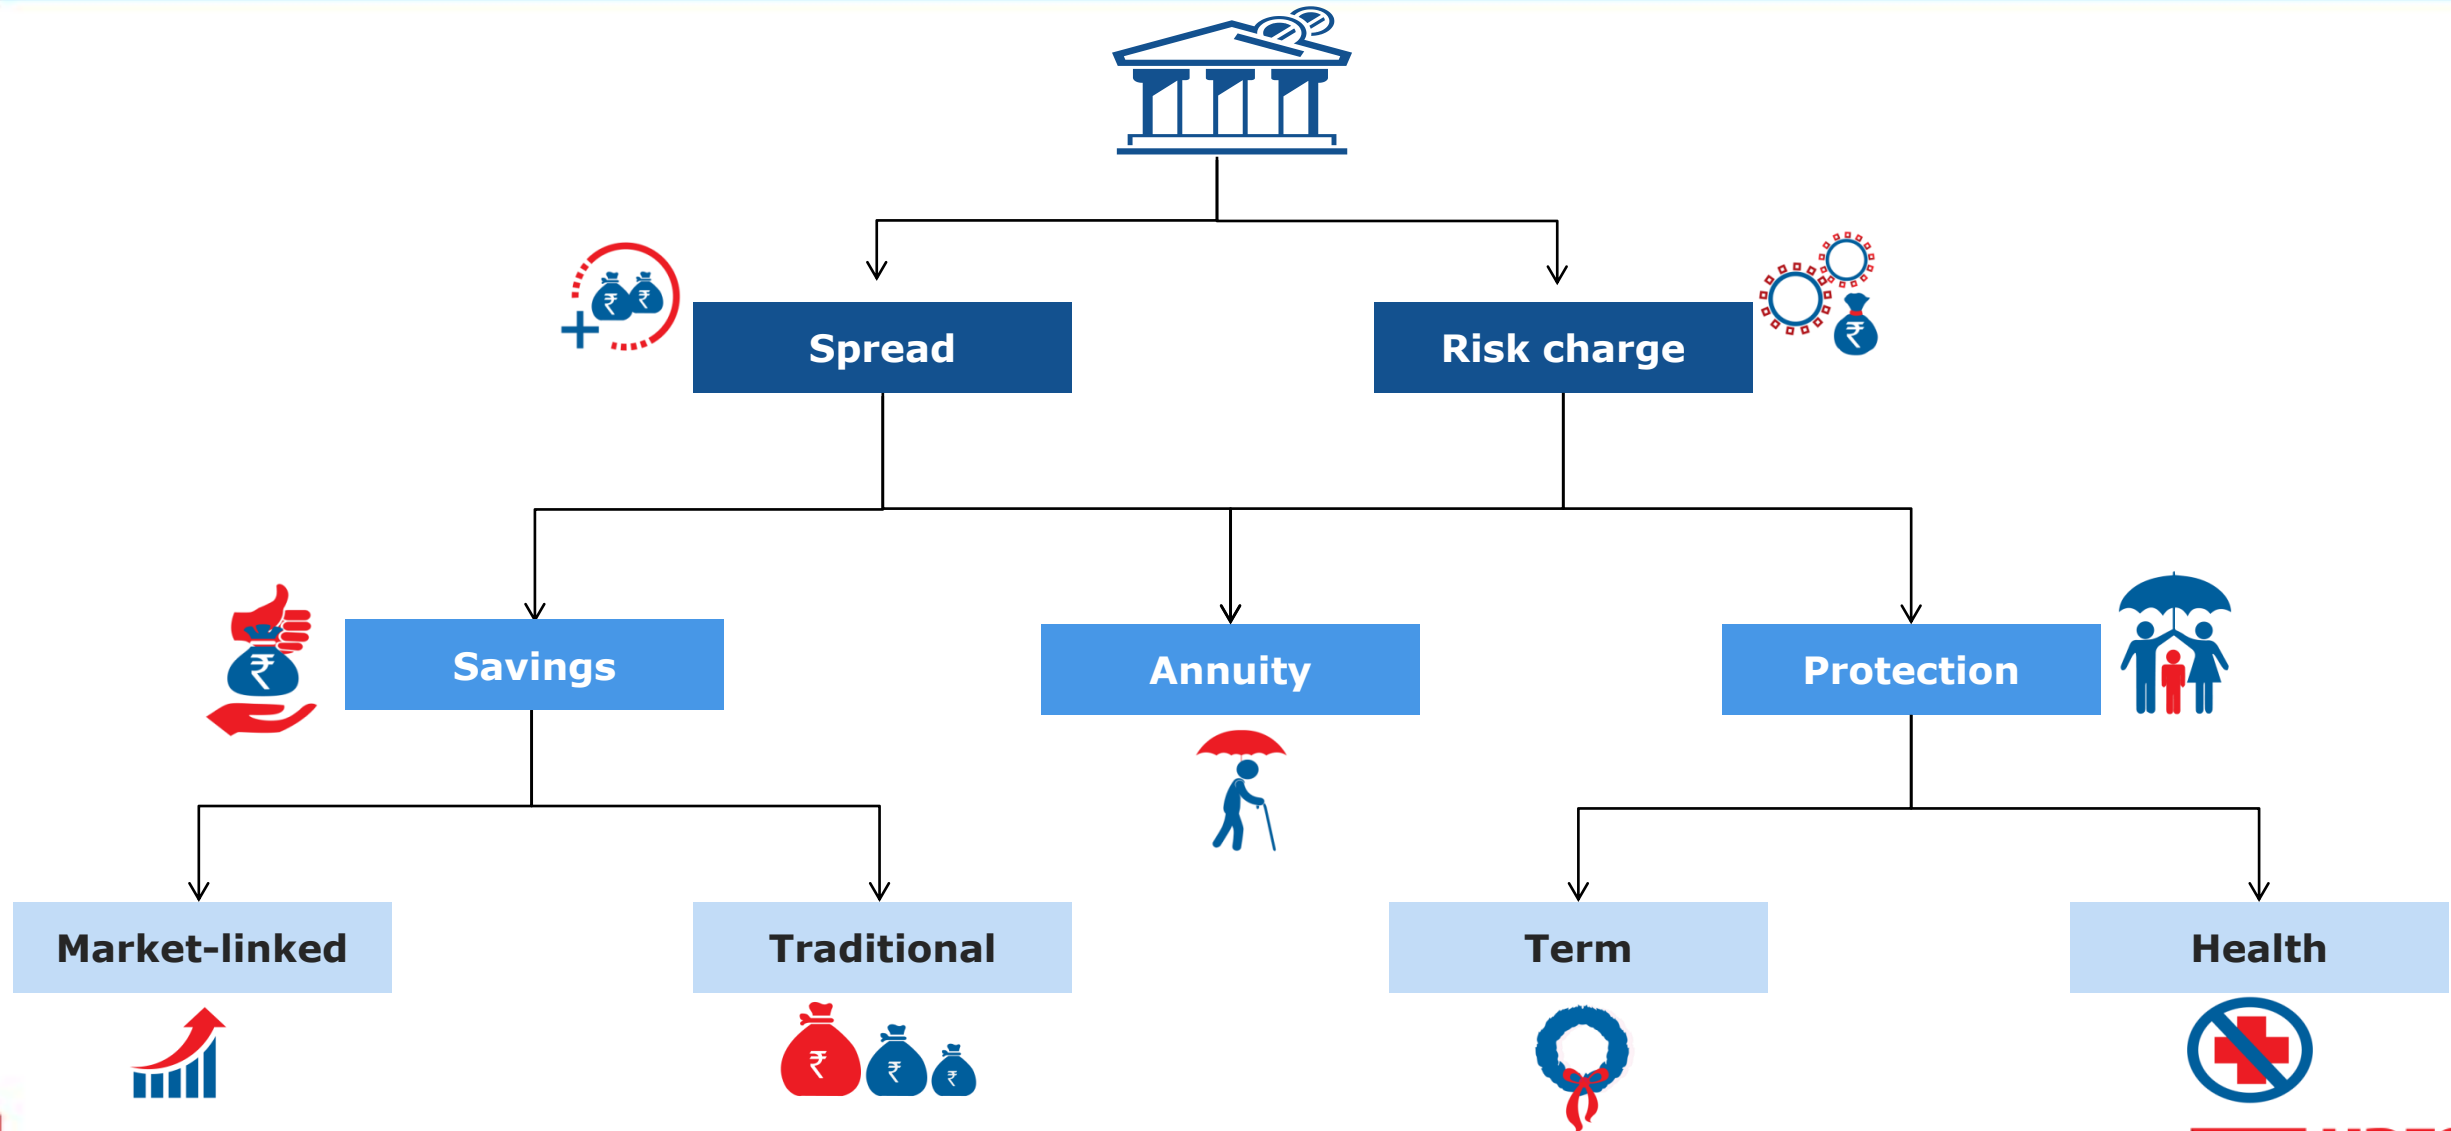 Spread
Risk charge
Savings
Annuity
Protection
Market-linked
Traditional
Term
Health